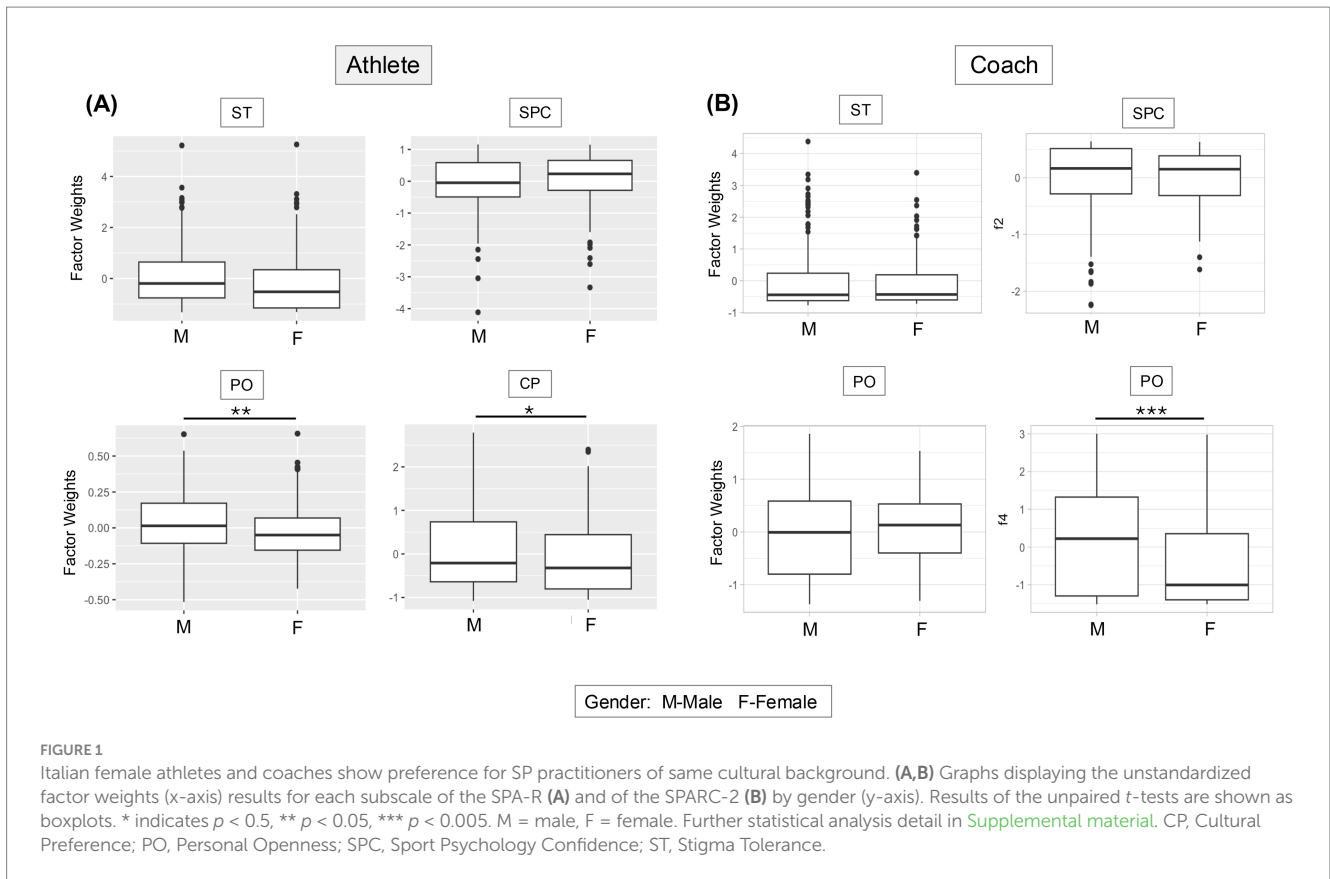 Athlete
Coach
(A)
ST
SPC
Factor Weights
4
2
0
M
F
1
0
-1
-2
-3
-4
M
F
PO
**
Factor Weights
0.50
0.25
0.00
-0.25
-0.50
M
F
CP
*
2
1
0
-1
M
F
(B)
ST
Factor Weights
4
3
2
1
0
-1
M
F
SPC
f2
0
-1
-2
M
F
PO
Factor Weights
2
1
0
-1
M
F
PO
***
f4
3
2
1
0
-1
M
F
Gender: M-Male F-Female
FIGURE 1
Italian female athletes and coaches show preference for SP practitioners of same cultural background. (A,B) Graphs displaying the unstandardized
factor weights (x-axis) results for each subscale of the SPA-R (A) and of the SPARC-2 (B) by gender (y-axis). Results of the unpaired t-tests are shown as
boxplots. * indicates p < 0.5, ** p < 0.05, *** p < 0.005. M = male, F = female. Further statistical analysis detail in Supplemental material. CP, Cultural
Preference; PO, Personal Openness; SPC, Sport Psychology Confidence; ST, Stigma Tolerance.